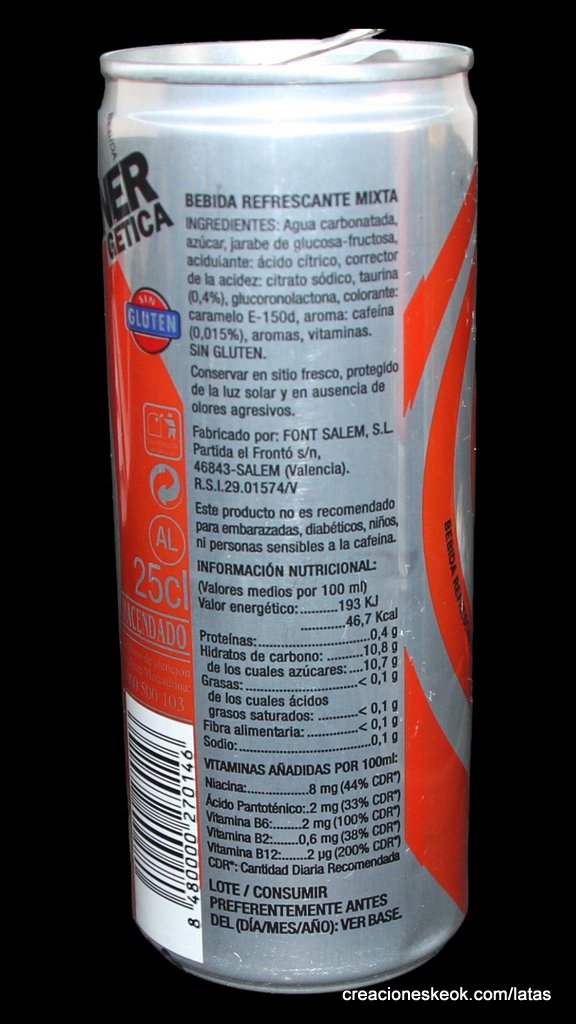 BEBIDA
NER
GETICA
SIN
GLUTEN
AL
25cl
HACENDADO
de atención
Mercadona:
500 103
8 480000 270146
BEBIDA REFRESCANTE MIXTA
INGREDIENTES: Agua carbonatada,
azúcar, jarabe de glucosa-fructosa,
acidulante: ácido cítrico, corrector
de la acidez: citrato sódico, taurina
(0,4%), glucoronolactona, colorante:
caramelo E-150d, aroma: cafeína
(0,015%), aromas, vitaminas.
SIN GLUTEN.
Conservar en sitio fresco, protegido
de la luz solar y en ausencia de
olores agresivos.
Fabricado por: FONT SALEM, S.L.
Partida el Frontó s/n,
46843-SALEM (Valencia).
R.S.I.29.01574/V
Este producto no es recomendado
para embarazadas, diabéticos, niños,
ni personas sensibles a la cafeína.
INFORMACIÓN NUTRICIONAL:
(Valores medios por 100 ml)
Valor energético:..........193 KJ
...........46,7 Kcal
Proteínas:..........................0,4 g
Hidratos de carbono: .........10,8 g
de los cuales azúcares: ....10,7 g
Grasas:...........................< 0,1 g
de los cuales ácidos
grasos saturados: ..........< 0,1 g
Fibra alimentaria: .............< 0,1 g
Sodio:................................0,1 g
VITAMINAS AÑADIDAS POR 100ml:
Niacina:...............8 mg (44% CDR*)
Ácido Pantoténico:.2 mg (33% CDR*)
Vitamina B6:.......2 mg (100% CDR*)
Vitamina B2:......0,6 mg (38% CDR*)
Vitamina B12:......2 µg (200% CDR*)
CDR*: Cantidad Diaria Recomendada
LOTE / CONSUMIR
PREFERENTEMENTE ANTES
DEL (DÍA/MES/AÑO): VER BASE.
BEBIDA
creacioneskeok.com/latas